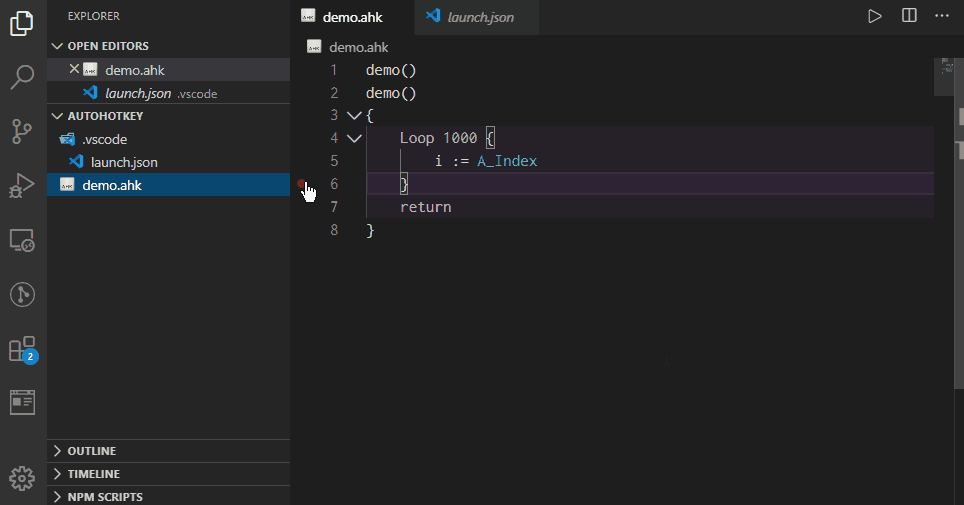 EXPLORER
OPEN EDITORS
demo.ahk
launch.json .vscode
AUTOHOTKEY
.vscode
launch.json
demo.ahk
2
OUTLINE
TIMELINE
NPM SCRIPTS
demo.ahk launch.json
demo.ahk
1 demo()
2 demo()
3 {
4 Loop 1000 {
5 i := A_Index
6 }
7 return
8 }